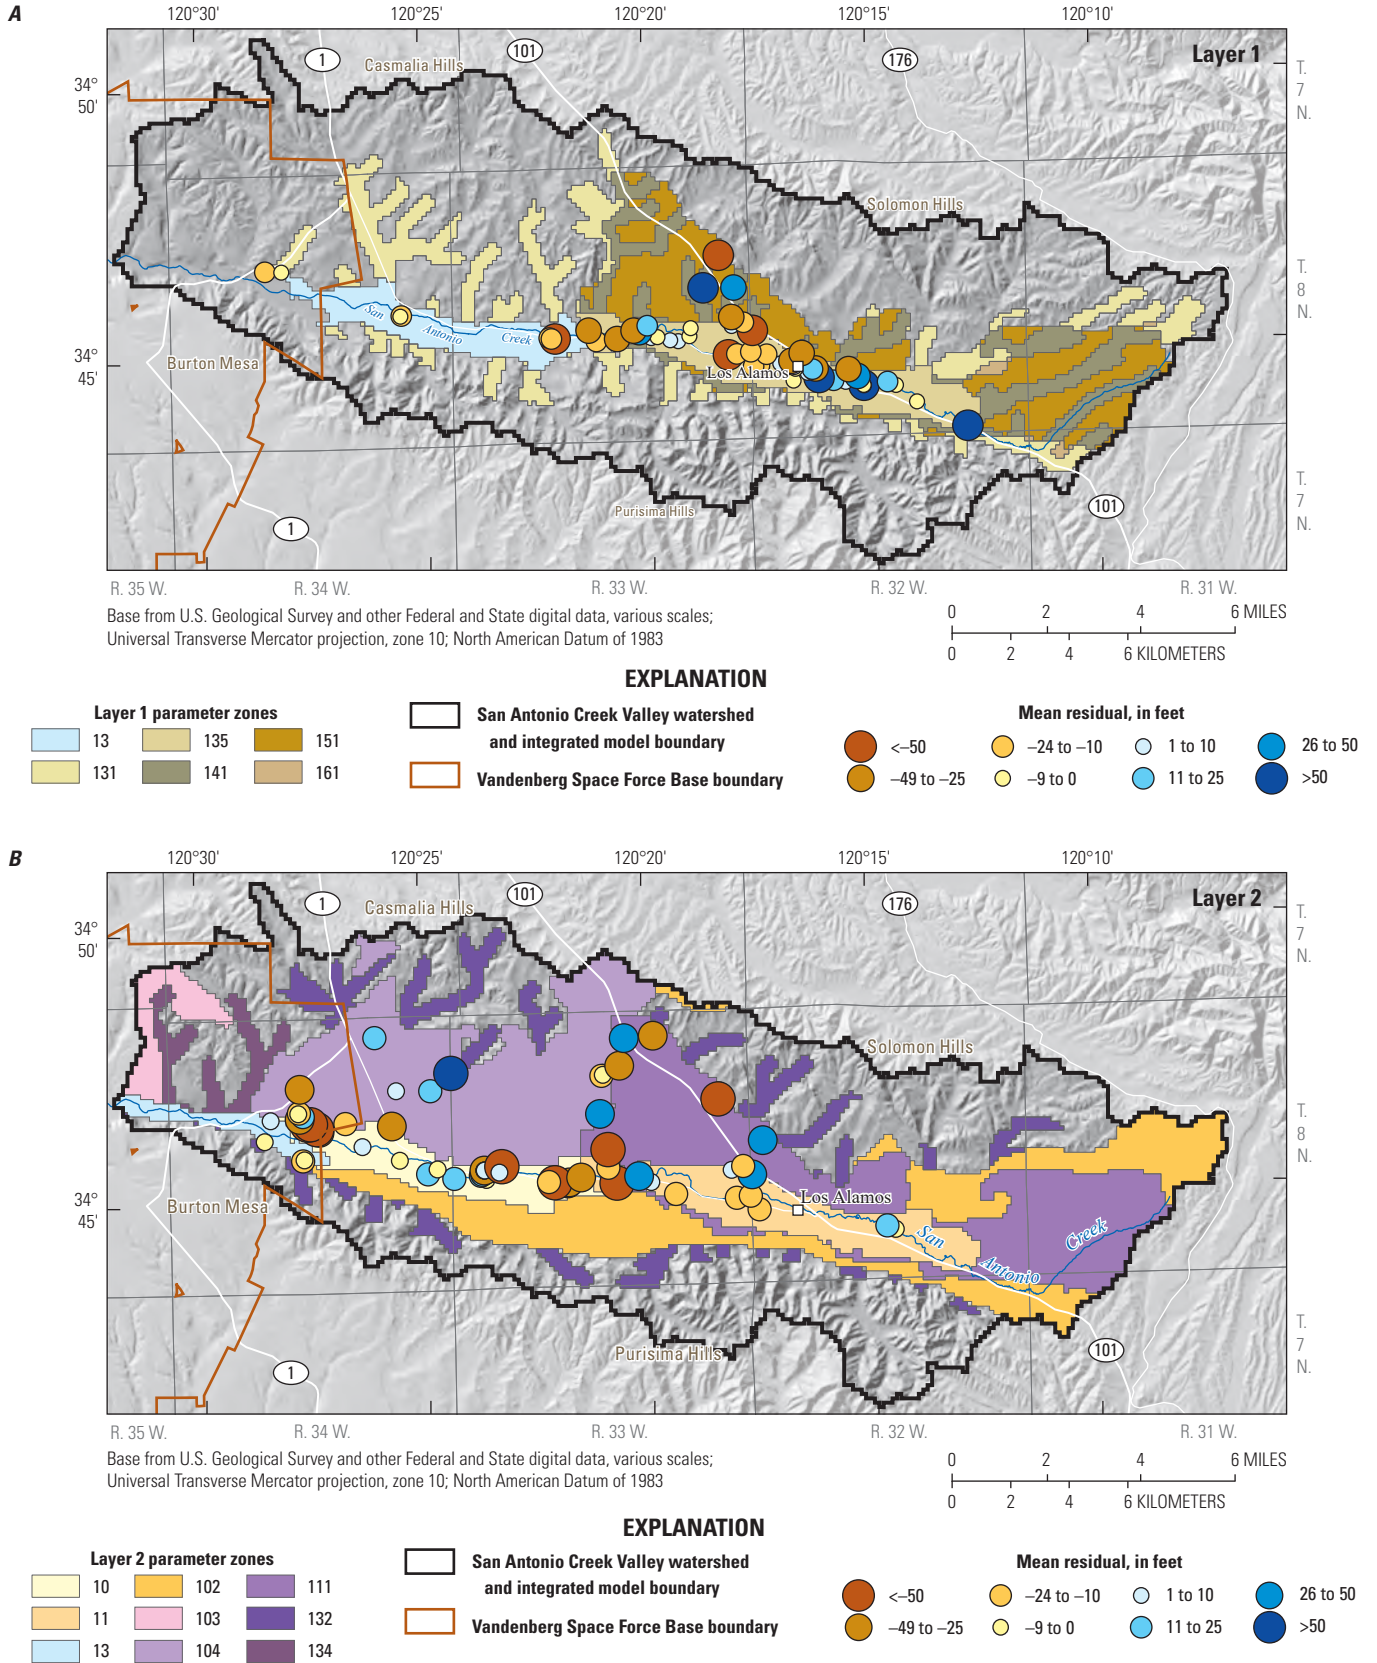 A
120°30' 120°25' 120°20' 120°15' 120°10'
Layer 1
1
101
176
Casmalia Hills
34°
50'
T.
7
N.
Solomon Hills
T.
8
N.
San
Antonio
Creek
34°
45'
Burton Mesa
Los Alamos
T.
7
N.
Purisima Hills
101
1
R. 35 W. R. 34 W. R. 33 W. R. 32 W. R. 31 W.
Base from U.S. Geological Survey and other Federal and State digital data, various scales;
Universal Transverse Mercator projection, zone 10; North American Datum of 1983
0 2 4 6 MILES
0 2 4 6 KILOMETERS
EXPLANATION
Layer 1 parameter zones
13 135 151
131 141 161
San Antonio Creek Valley watershed
and integrated model boundary
Vandenberg Space Force Base boundary
Mean residual, in feet
<–50 –24 to –10 1 to 10 26 to 50
–49 to –25 –9 to 0 11 to 25 >50
B
120°30' 120°25' 120°20' 120°15' 120°10'
Layer 2
1
101
176
Casmalia Hills
34°
50'
T.
7
N.
Solomon Hills
T.
8
N.
34°
45'
Burton Mesa
Los Alamos
San
Antonio
Creek
T.
7
N.
Purisima Hills
101
1
R. 35 W. R. 34 W. R. 33 W. R. 32 W. R. 31 W.
Base from U.S. Geological Survey and other Federal and State digital data, various scales;
Universal Transverse Mercator projection, zone 10; North American Datum of 1983
0 2 4 6 MILES
0 2 4 6 KILOMETERS
EXPLANATION
Layer 2 parameter zones
10 102 111
11 103 132
13 104 134
San Antonio Creek Valley watershed
and integrated model boundary
Vandenberg Space Force Base boundary
Mean residual, in feet
<–50 –24 to –10 1 to 10 26 to 50
–49 to –25 –9 to 0 11 to 25 >50